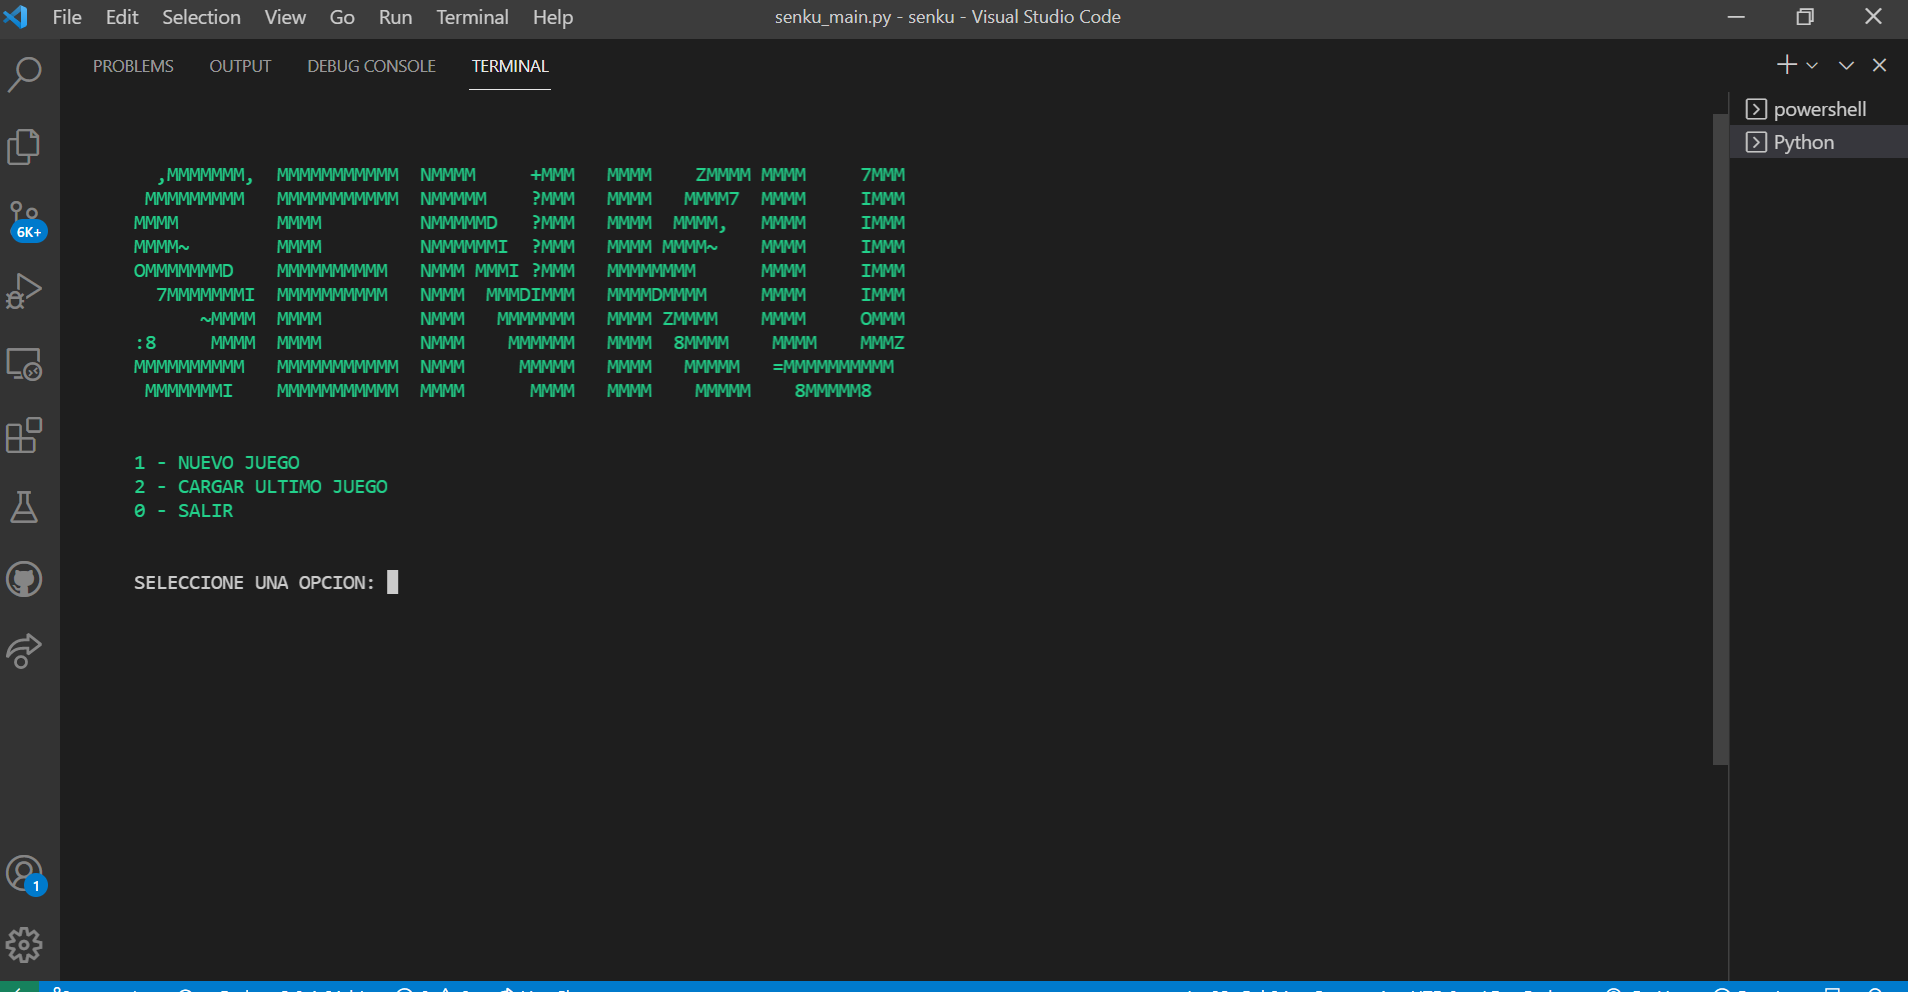 File Edit Selection View Go Run Terminal Help senku_main.py - senku - Visual Studio Code
PROBLEMS OUTPUT DEBUG CONSOLE TERMINAL
powershell
Python
6K+
,MMMMMMM,  MMMMMMMMMMM  NMMMM     +MMM   MMMM    ZMMMM MMMM     7MMM
MMMMMMMMM   MMMMMMMMMMM  NMMMMM    ?MMM   MMMM   MMMM7  MMMM     IMMM
MMMM         MMMM         NMMMMMD   ?MMM   MMMM  MMMM,   MMMM     IMMM
MMMM~        MMMM         NMMMMMMI  ?MMM   MMMM MMMM~    MMMM     IMMM
OMMMMMMMD    MMMMMMMMMM   NMMM MMMI ?MMM   MMMMMMMM      MMMM     IMMM
7MMMMMMMI  MMMMMMMMMM   NMMM  MMMDIMMM   MMMMDMMMM     MMMM     IMMM
~MMMM  MMMM         NMMM   MMMMMMM   MMMM ZMMMM    MMMM     OMMM
:8     MMMM  MMMM         NMMM    MMMMMM   MMMM  8MMMM    MMMM    MMMZ
MMMMMMMMMM   MMMMMMMMMMM  NMMM     MMMMM   MMMM   MMMMM   =MMMMMMMMMM
MMMMMMMI    MMMMMMMMMMM  MMMM      MMMM   MMMM    MMMMM    8MMMMM8
1 - NUEVO JUEGO
2 - CARGAR ULTIMO JUEGO
0 - SALIR
SELECCIONE UNA OPCION:
1